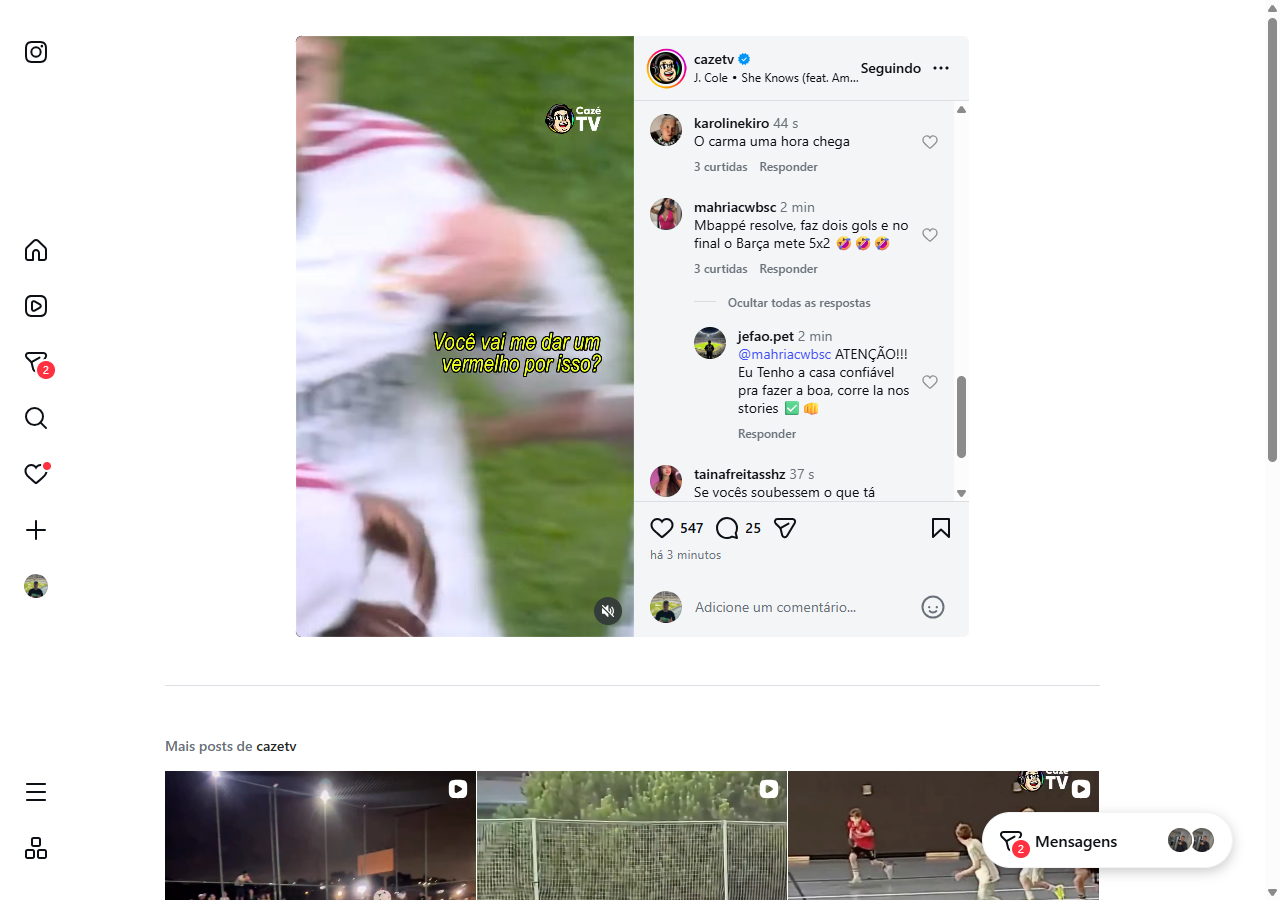 Cazé
TV
Você vai me dar um
vermelho por isso?
cazetv
J. Cole • She Knows (feat. Am...
Seguindo
karolinekiro 44 s
O carma uma hora chega
3 curtidas Responder
mahriacwbsc 2 min
Mbappé resolve, faz dois gols e no
final o Barça mete 5x2 🤣🤣🤣
3 curtidas Responder
Ocultar todas as respostas
jefao.pet 2 min
@mahriacwbsc ATENÇÃO!!!
Eu Tenho a casa confiável
pra fazer a boa, corre la nos
stories ✅👊
Responder
tainafreitasshz 37 s
Se vocês soubessem o que tá
547 25
há 3 minutos
Adicione um comentário...
2
Mais posts de cazetv
Cazé
TV
2 Mensagens